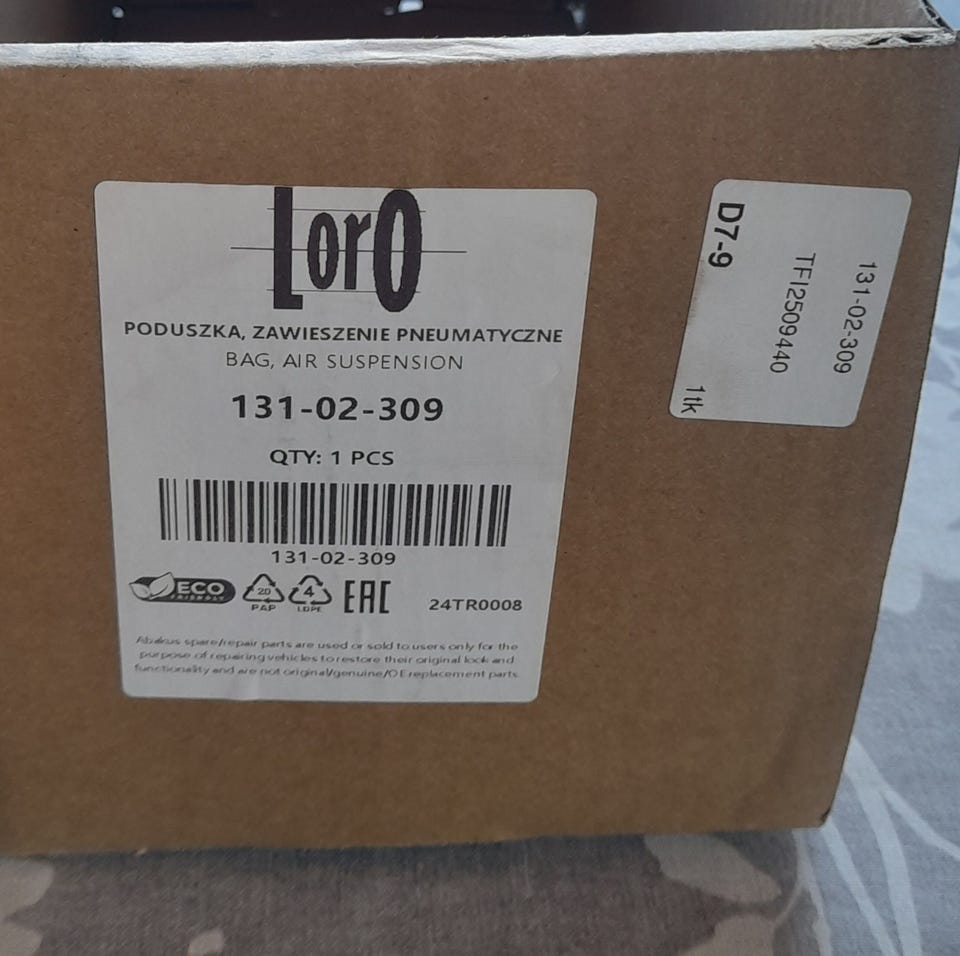 LorO
PODUSZKA, ZAWIESZENIE PNEUMATYCZNE
BAG, AIR SUSPENSION
131-02-309
QTY: 1 PCS
131-02-309
ECO
FRIENDLY
20
PAP
4
LDPE
EAC
24TR0008
Abakus spare/repair parts are used or sold to users only for the
purpose of repairing vehicles to restore their original look and
functionality and are not original/genuine/OE replacement parts
131-02-309
TFI2509440
D7-9
1tk